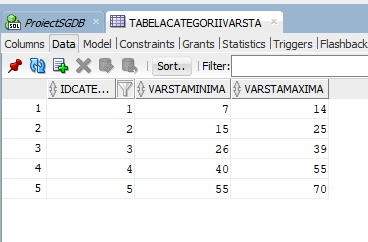 ProiectSGDB TABELACATEGORIIVARSTA
Columns Data Model Constraints Grants Statistics Triggers Flashback
Sort.. Filter:
IDCATE... VARSTAMINIMA VARSTAMAXIMA
1 1 7 14
2 2 15 25
3 3 26 39
4 4 40 55
5 5 55 70